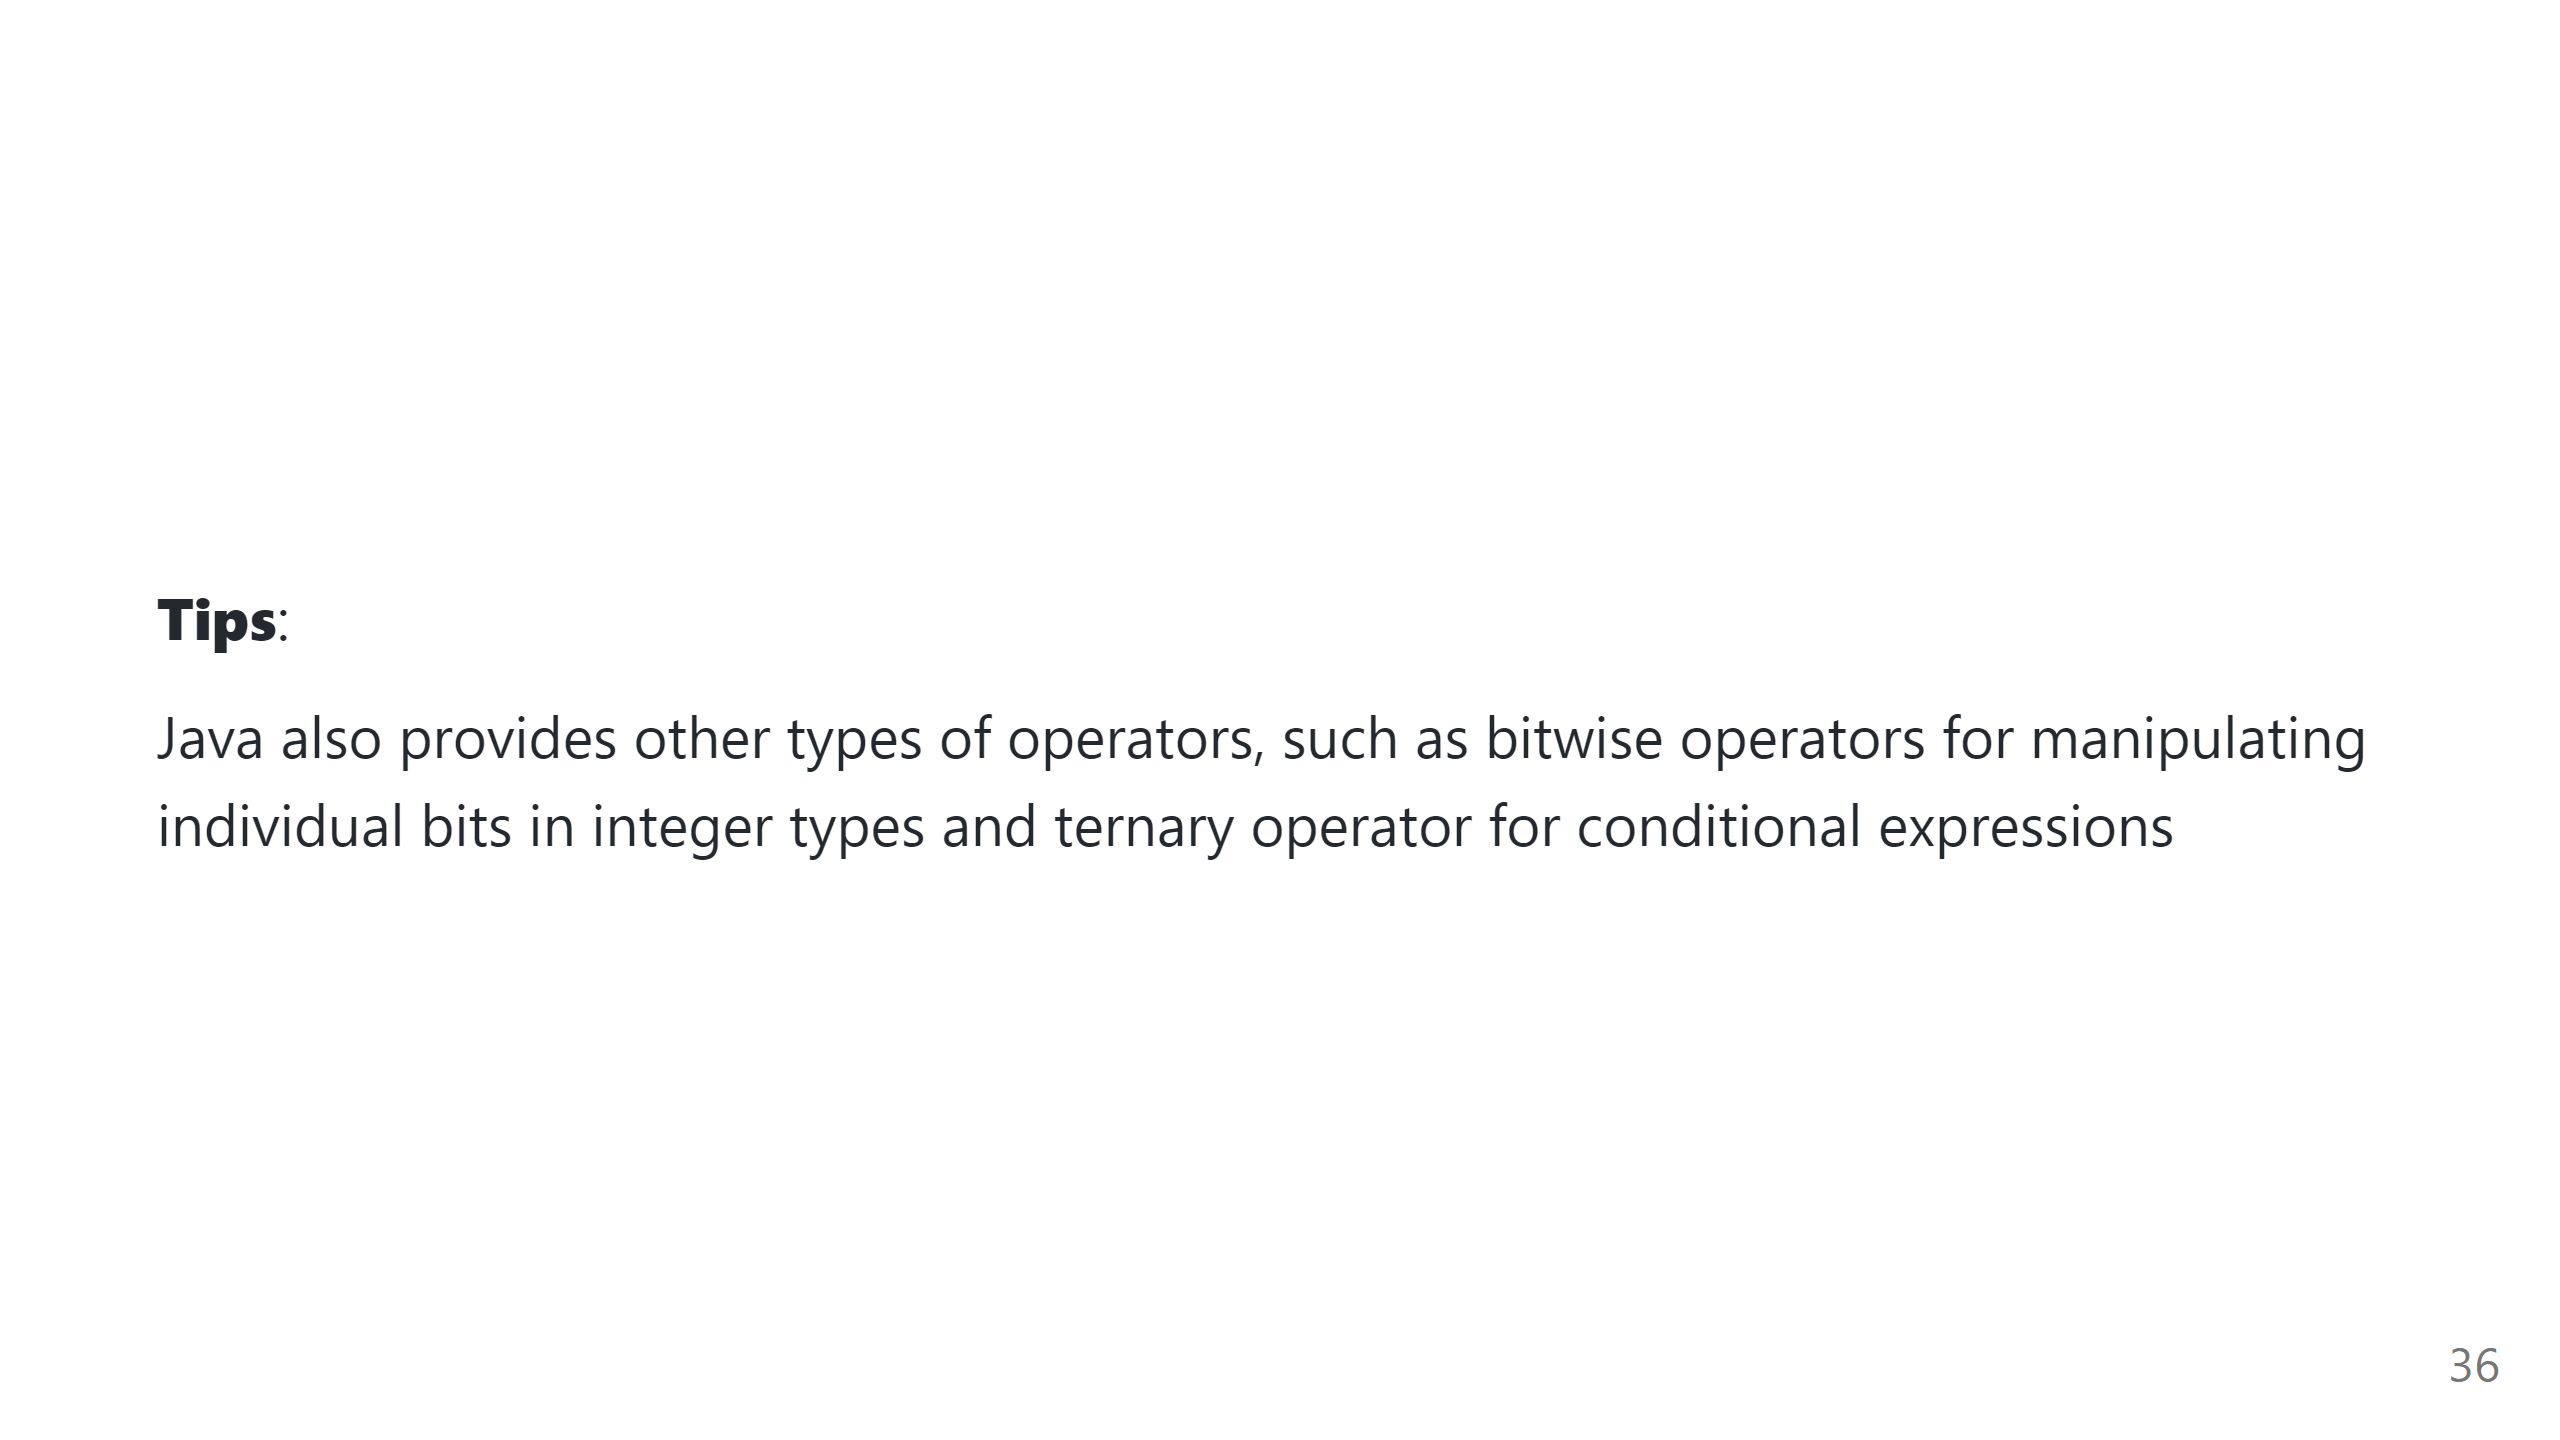 Tips:
Java also provides other types of operators, such as bitwise operators for manipulating
individual bits in integer types and ternary operator for conditional expressions
36